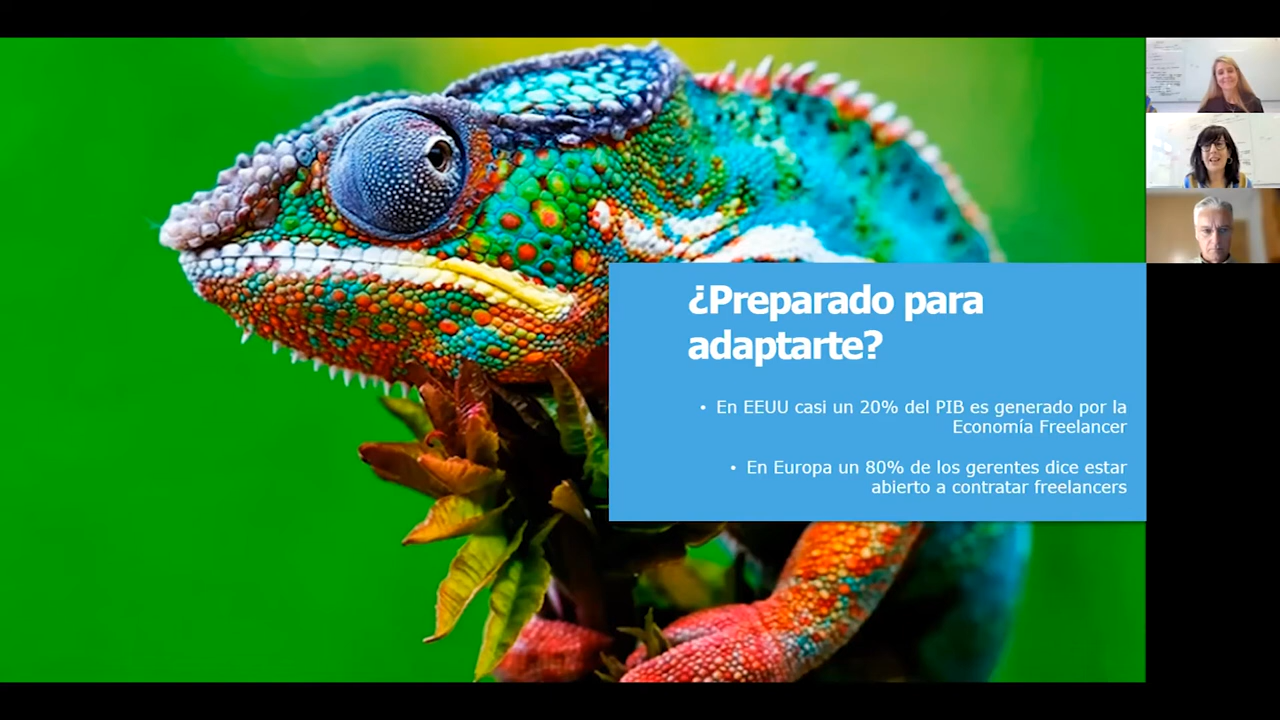 ¿Preparado para
adaptarte?
• En EEUU casi un 20% del PIB es generado por la
Economía Freelancer
• En Europa un 80% de los gerentes dice estar
abierto a contratar freelancers